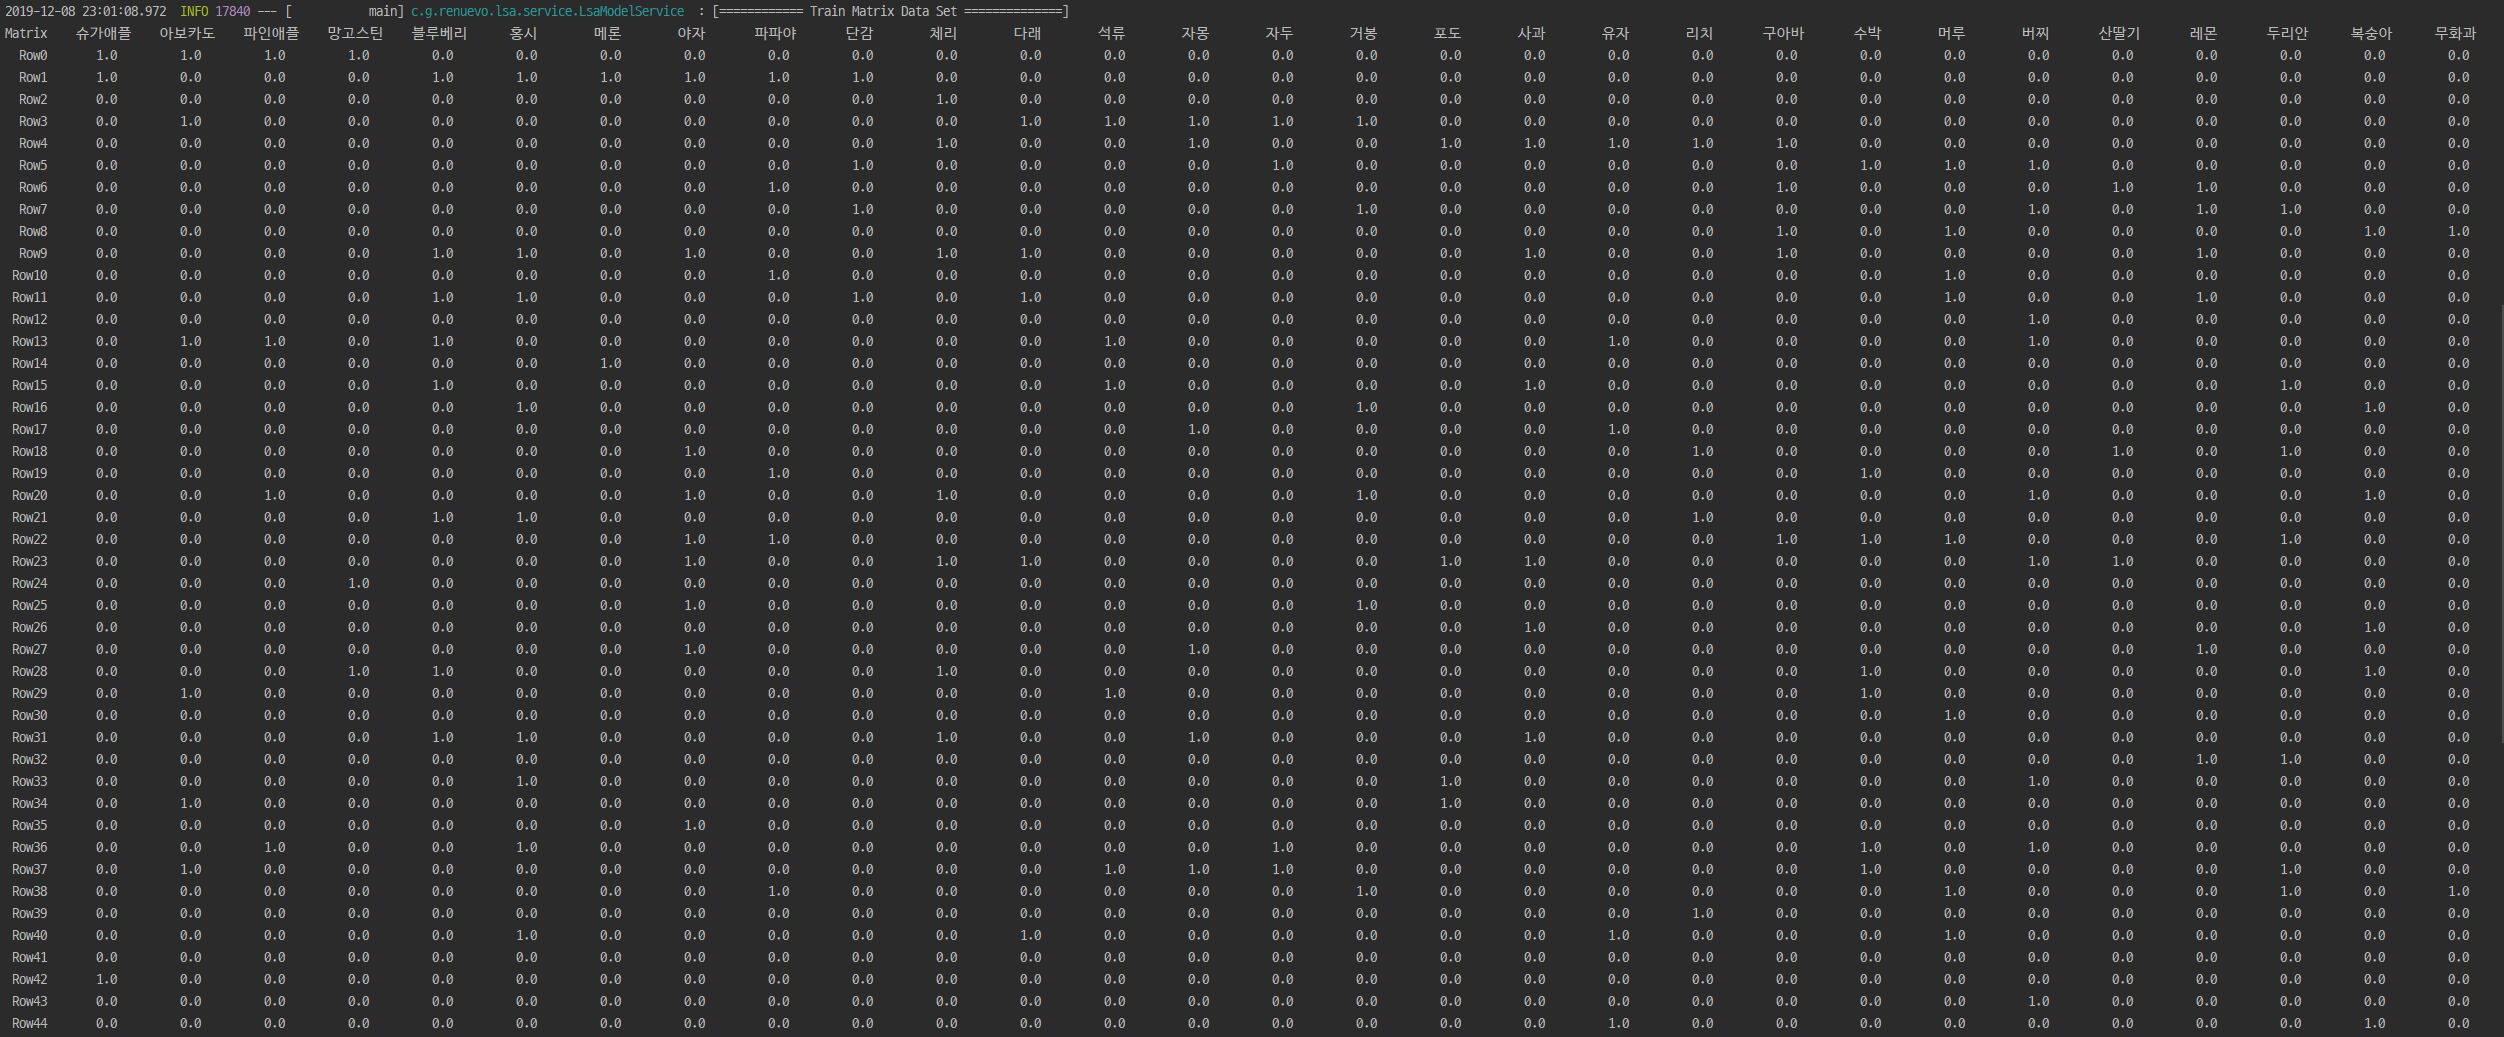 2019-12-08 23:01:08.972  INFO 17840 --- [           main] c.g.renuevo.lsa.service.LsaModelService  : [============ Train Matrix Data Set ==============]
Matrix 슈가애플 아보카도 파인애플 망고스틴 블루베리 홍시 메론 야자 파파야 단감 체리 다래 석류 자몽 자두 거봉 포도 사과 유자 리치 구아바 수박 머루 버찌 산딸기 레몬 두리안 복숭아 무화과
Row0 1.0 1.0 1.0 1.0 0.0 0.0 0.0 0.0 0.0 0.0 0.0 0.0 0.0 0.0 0.0 0.0 0.0 0.0 0.0 0.0 0.0 0.0 0.0 0.0 0.0 0.0 0.0 0.0 0.0
Row1 1.0 0.0 0.0 0.0 1.0 1.0 1.0 1.0 1.0 1.0 0.0 0.0 0.0 0.0 0.0 0.0 0.0 0.0 0.0 0.0 0.0 0.0 0.0 0.0 0.0 0.0 0.0 0.0 0.0
Row2 0.0 0.0 0.0 0.0 0.0 0.0 0.0 0.0 0.0 0.0 1.0 0.0 0.0 0.0 0.0 0.0 0.0 0.0 0.0 0.0 0.0 0.0 0.0 0.0 0.0 0.0 0.0 0.0 0.0
Row3 0.0 1.0 0.0 0.0 0.0 0.0 0.0 0.0 0.0 0.0 0.0 1.0 1.0 1.0 1.0 1.0 0.0 0.0 0.0 0.0 0.0 0.0 0.0 0.0 0.0 0.0 0.0 0.0 0.0
Row4 0.0 0.0 0.0 0.0 0.0 0.0 0.0 0.0 0.0 0.0 1.0 0.0 0.0 1.0 0.0 0.0 1.0 1.0 1.0 1.0 1.0 0.0 0.0 0.0 0.0 0.0 0.0 0.0 0.0
Row5 0.0 0.0 0.0 0.0 0.0 0.0 0.0 0.0 0.0 1.0 0.0 0.0 0.0 0.0 1.0 0.0 0.0 0.0 0.0 0.0 0.0 1.0 1.0 1.0 0.0 0.0 0.0 0.0 0.0
Row6 0.0 0.0 0.0 0.0 0.0 0.0 0.0 0.0 1.0 0.0 0.0 0.0 0.0 0.0 0.0 0.0 0.0 0.0 0.0 0.0 1.0 0.0 0.0 0.0 1.0 1.0 0.0 0.0 0.0
Row7 0.0 0.0 0.0 0.0 0.0 0.0 0.0 0.0 0.0 1.0 0.0 0.0 0.0 0.0 0.0 1.0 0.0 0.0 0.0 0.0 0.0 0.0 0.0 1.0 0.0 1.0 1.0 0.0 0.0
Row8 0.0 0.0 0.0 0.0 0.0 0.0 0.0 0.0 0.0 0.0 0.0 0.0 0.0 0.0 0.0 0.0 0.0 0.0 0.0 0.0 1.0 0.0 1.0 0.0 0.0 0.0 0.0 1.0 1.0
Row9 0.0 0.0 0.0 0.0 1.0 1.0 0.0 1.0 0.0 0.0 1.0 1.0 0.0 0.0 0.0 0.0 0.0 1.0 0.0 0.0 1.0 0.0 0.0 0.0 0.0 1.0 0.0 0.0 0.0
Row10 0.0 0.0 0.0 0.0 0.0 0.0 0.0 0.0 1.0 0.0 0.0 0.0 0.0 0.0 0.0 0.0 0.0 0.0 0.0 0.0 0.0 0.0 1.0 0.0 0.0 0.0 0.0 0.0 0.0
Row11 0.0 0.0 0.0 0.0 1.0 1.0 0.0 0.0 0.0 1.0 0.0 1.0 0.0 0.0 0.0 0.0 0.0 0.0 0.0 0.0 0.0 0.0 1.0 0.0 0.0 1.0 0.0 0.0 0.0
Row12 0.0 0.0 0.0 0.0 0.0 0.0 0.0 0.0 0.0 0.0 0.0 0.0 0.0 0.0 0.0 0.0 0.0 0.0 0.0 0.0 0.0 0.0 0.0 1.0 0.0 0.0 0.0 0.0 0.0
Row13 0.0 1.0 1.0 0.0 1.0 0.0 0.0 0.0 0.0 0.0 0.0 0.0 1.0 0.0 0.0 0.0 0.0 0.0 1.0 0.0 0.0 0.0 0.0 1.0 0.0 0.0 0.0 0.0 0.0
Row14 0.0 0.0 0.0 0.0 0.0 0.0 1.0 0.0 0.0 0.0 0.0 0.0 0.0 0.0 0.0 0.0 0.0 0.0 0.0 0.0 0.0 0.0 0.0 0.0 0.0 0.0 0.0 0.0 0.0
Row15 0.0 0.0 0.0 0.0 1.0 0.0 0.0 0.0 0.0 0.0 0.0 0.0 1.0 0.0 0.0 0.0 0.0 1.0 0.0 0.0 0.0 0.0 0.0 0.0 0.0 0.0 1.0 0.0 0.0
Row16 0.0 0.0 0.0 0.0 0.0 1.0 0.0 0.0 0.0 0.0 0.0 0.0 0.0 0.0 0.0 1.0 0.0 0.0 0.0 0.0 0.0 0.0 0.0 0.0 0.0 0.0 0.0 1.0 0.0
Row17 0.0 0.0 0.0 0.0 0.0 0.0 0.0 0.0 0.0 0.0 0.0 0.0 0.0 1.0 0.0 0.0 0.0 0.0 1.0 0.0 0.0 0.0 0.0 0.0 0.0 0.0 0.0 0.0 0.0
Row18 0.0 0.0 0.0 0.0 0.0 0.0 0.0 1.0 0.0 0.0 0.0 0.0 0.0 0.0 0.0 0.0 0.0 0.0 0.0 1.0 0.0 0.0 0.0 0.0 1.0 0.0 1.0 0.0 0.0
Row19 0.0 0.0 0.0 0.0 0.0 0.0 0.0 0.0 1.0 0.0 0.0 0.0 0.0 0.0 0.0 0.0 0.0 0.0 0.0 0.0 0.0 1.0 0.0 0.0 0.0 0.0 0.0 0.0 0.0
Row20 0.0 0.0 1.0 0.0 0.0 0.0 0.0 1.0 0.0 0.0 1.0 0.0 0.0 0.0 0.0 1.0 0.0 0.0 0.0 0.0 0.0 0.0 0.0 1.0 0.0 0.0 0.0 1.0 0.0
Row21 0.0 0.0 0.0 0.0 1.0 1.0 0.0 0.0 0.0 0.0 0.0 0.0 0.0 0.0 0.0 0.0 0.0 0.0 0.0 1.0 0.0 0.0 0.0 0.0 0.0 0.0 0.0 0.0 0.0
Row22 0.0 0.0 0.0 0.0 0.0 0.0 0.0 1.0 1.0 0.0 0.0 0.0 0.0 0.0 0.0 0.0 0.0 0.0 0.0 0.0 1.0 1.0 1.0 0.0 0.0 0.0 1.0 0.0 0.0
Row23 0.0 0.0 0.0 0.0 0.0 0.0 0.0 1.0 0.0 0.0 1.0 1.0 0.0 0.0 0.0 0.0 1.0 1.0 0.0 0.0 0.0 0.0 0.0 1.0 1.0 0.0 0.0 0.0 0.0
Row24 0.0 0.0 0.0 1.0 0.0 0.0 0.0 0.0 0.0 0.0 0.0 0.0 0.0 0.0 0.0 0.0 0.0 0.0 0.0 0.0 0.0 0.0 0.0 0.0 0.0 0.0 0.0 0.0 0.0
Row25 0.0 0.0 0.0 0.0 0.0 0.0 0.0 1.0 0.0 0.0 0.0 0.0 0.0 0.0 0.0 1.0 0.0 0.0 0.0 0.0 0.0 0.0 0.0 0.0 0.0 0.0 0.0 0.0 0.0
Row26 0.0 0.0 0.0 0.0 0.0 0.0 0.0 0.0 0.0 0.0 0.0 0.0 0.0 0.0 0.0 0.0 0.0 1.0 0.0 0.0 0.0 0.0 0.0 0.0 0.0 0.0 0.0 1.0 0.0
Row27 0.0 0.0 0.0 0.0 0.0 0.0 0.0 1.0 0.0 0.0 0.0 0.0 0.0 1.0 0.0 0.0 0.0 0.0 0.0 0.0 0.0 0.0 0.0 0.0 0.0 1.0 0.0 0.0 0.0
Row28 0.0 0.0 0.0 1.0 1.0 0.0 0.0 0.0 0.0 0.0 1.0 0.0 0.0 0.0 0.0 0.0 0.0 0.0 0.0 0.0 0.0 1.0 0.0 0.0 0.0 0.0 0.0 1.0 0.0
Row29 0.0 1.0 0.0 0.0 0.0 0.0 0.0 0.0 0.0 0.0 0.0 0.0 1.0 0.0 0.0 0.0 0.0 0.0 0.0 0.0 0.0 1.0 0.0 0.0 0.0 0.0 0.0 0.0 0.0
Row30 0.0 0.0 0.0 0.0 0.0 0.0 0.0 0.0 0.0 0.0 0.0 0.0 0.0 0.0 0.0 0.0 0.0 0.0 0.0 0.0 0.0 0.0 1.0 0.0 0.0 0.0 0.0 0.0 0.0
Row31 0.0 0.0 0.0 0.0 1.0 1.0 0.0 0.0 0.0 0.0 1.0 0.0 0.0 1.0 0.0 0.0 0.0 1.0 0.0 0.0 0.0 0.0 0.0 0.0 0.0 0.0 0.0 0.0 0.0
Row32 0.0 0.0 0.0 0.0 0.0 0.0 0.0 0.0 0.0 0.0 0.0 0.0 0.0 0.0 0.0 0.0 0.0 0.0 0.0 0.0 0.0 0.0 0.0 0.0 0.0 1.0 1.0 0.0 0.0
Row33 0.0 0.0 0.0 0.0 0.0 1.0 0.0 0.0 0.0 0.0 0.0 0.0 0.0 0.0 0.0 0.0 1.0 0.0 0.0 0.0 0.0 0.0 0.0 1.0 0.0 0.0 0.0 0.0 0.0
Row34 0.0 1.0 0.0 0.0 0.0 0.0 0.0 0.0 0.0 0.0 0.0 0.0 0.0 0.0 0.0 0.0 1.0 0.0 0.0 0.0 0.0 0.0 0.0 0.0 0.0 0.0 0.0 0.0 0.0
Row35 0.0 0.0 0.0 0.0 0.0 0.0 0.0 1.0 0.0 0.0 0.0 0.0 0.0 0.0 0.0 0.0 0.0 0.0 0.0 0.0 0.0 0.0 0.0 0.0 0.0 0.0 0.0 0.0 0.0
Row36 0.0 0.0 1.0 0.0 0.0 1.0 0.0 0.0 0.0 0.0 0.0 0.0 0.0 0.0 1.0 0.0 0.0 0.0 0.0 0.0 0.0 1.0 0.0 1.0 0.0 0.0 0.0 0.0 0.0
Row37 0.0 1.0 0.0 0.0 0.0 0.0 0.0 0.0 0.0 0.0 0.0 0.0 1.0 1.0 1.0 0.0 0.0 0.0 0.0 0.0 0.0 1.0 0.0 0.0 0.0 0.0 1.0 0.0 0.0
Row38 0.0 0.0 0.0 0.0 0.0 0.0 0.0 0.0 1.0 0.0 0.0 0.0 0.0 0.0 0.0 1.0 0.0 0.0 0.0 0.0 0.0 0.0 1.0 0.0 0.0 0.0 1.0 0.0 1.0
Row39 0.0 0.0 0.0 0.0 0.0 0.0 0.0 0.0 0.0 0.0 0.0 0.0 0.0 0.0 0.0 0.0 0.0 0.0 0.0 1.0 0.0 0.0 0.0 0.0 0.0 0.0 0.0 0.0 0.0
Row40 0.0 0.0 0.0 0.0 0.0 1.0 0.0 0.0 0.0 0.0 0.0 1.0 0.0 0.0 0.0 0.0 0.0 0.0 1.0 0.0 0.0 0.0 1.0 0.0 0.0 0.0 0.0 0.0 0.0
Row41 0.0 0.0 0.0 0.0 0.0 0.0 0.0 0.0 0.0 0.0 0.0 0.0 0.0 0.0 0.0 0.0 0.0 0.0 0.0 0.0 0.0 0.0 0.0 0.0 0.0 0.0 0.0 0.0 0.0
Row42 1.0 0.0 0.0 0.0 0.0 0.0 0.0 0.0 0.0 0.0 0.0 0.0 0.0 0.0 0.0 0.0 0.0 0.0 0.0 0.0 0.0 0.0 0.0 0.0 0.0 0.0 0.0 0.0 0.0
Row43 0.0 0.0 0.0 0.0 0.0 0.0 0.0 0.0 0.0 0.0 0.0 0.0 0.0 0.0 0.0 0.0 0.0 0.0 0.0 0.0 0.0 0.0 0.0 1.0 0.0 0.0 0.0 0.0 0.0
Row44 0.0 0.0 0.0 0.0 0.0 0.0 0.0 0.0 0.0 0.0 0.0 0.0 0.0 0.0 0.0 0.0 0.0 0.0 1.0 0.0 0.0 0.0 0.0 0.0 0.0 0.0 0.0 1.0 0.0